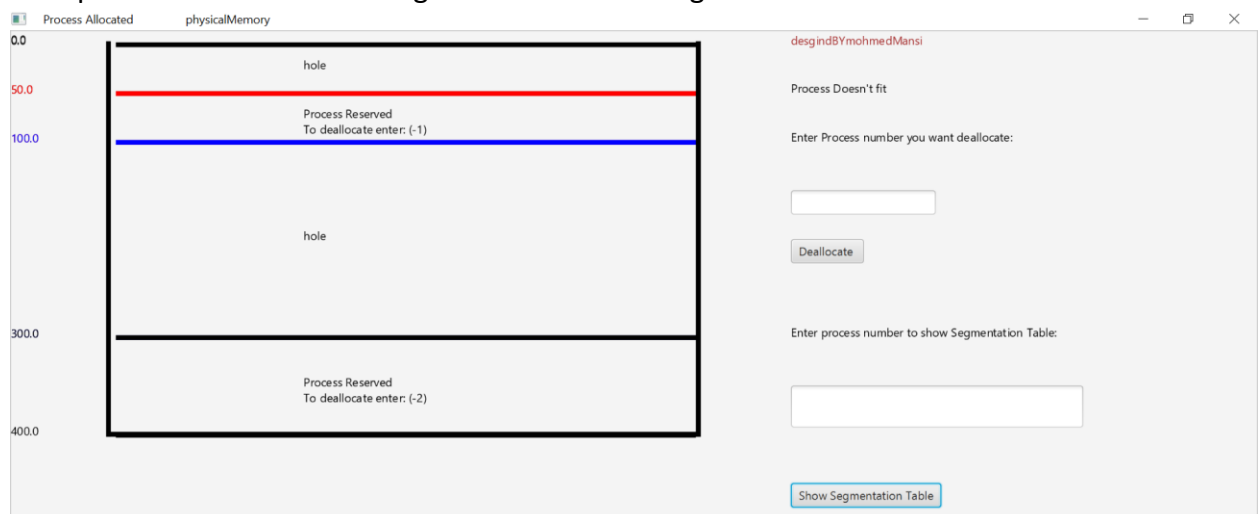 Process Allocated physicalMemory
0.0
desgindBYmohmedMansi
hole
50.0
Process Doesn't fit
Process Reserved
To deallocate enter: (-1)
100.0
Enter Process number you want deallocate:
hole
Deallocate
300.0
Enter process number to show Segmentation Table:
Process Reserved
To deallocate enter: (-2)
400.0
Show Segmentation Table